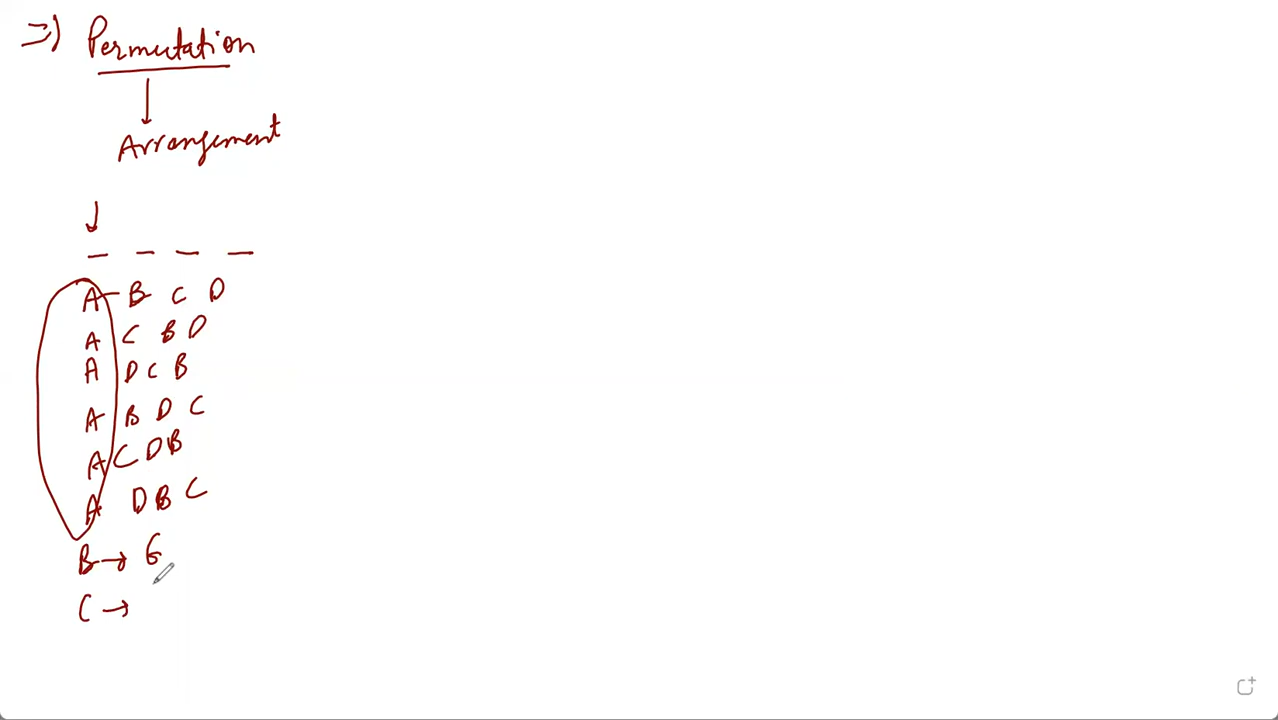 =) Permutation
↓
Arrangement
↓
_ _ _ _
A B C D
A C B D
A D C B
A B D C
A C D B
A D B C
B → 6
C →